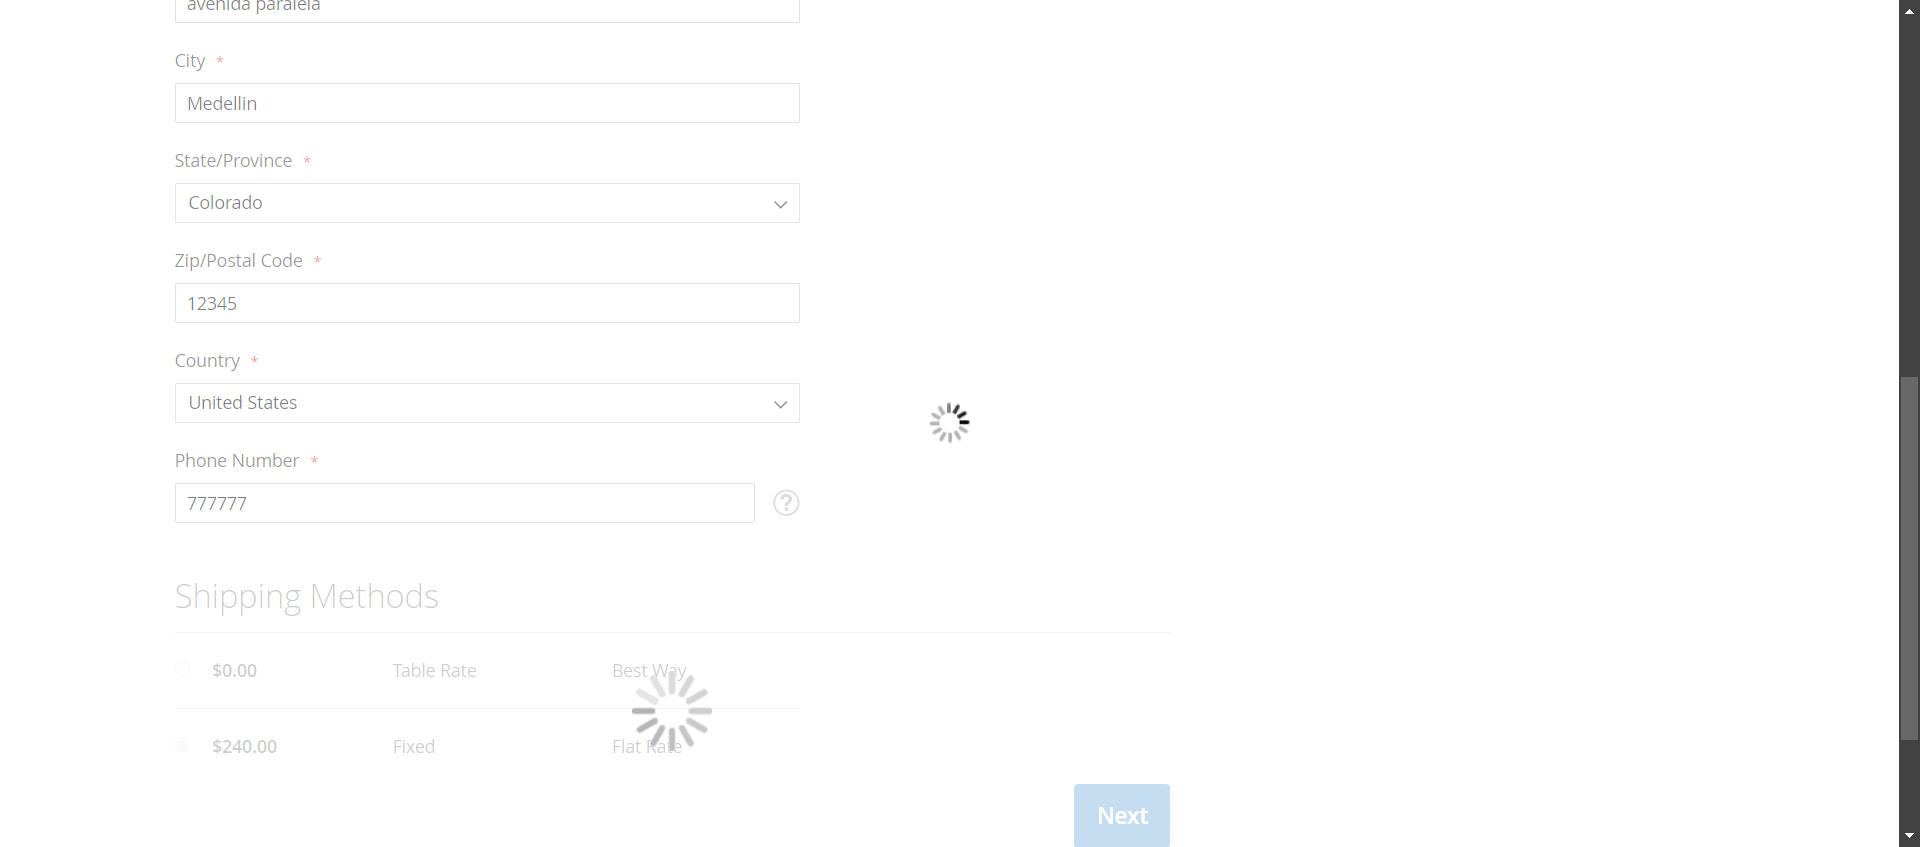 avenida paralela
City *
Medellin
State/Province *
Colorado
Zip/Postal Code *
12345
Country *
United States
Phone Number *
777777
?
Shipping Methods
$0.00 Table Rate Best Way
$240.00 Fixed Flat Rate
Next